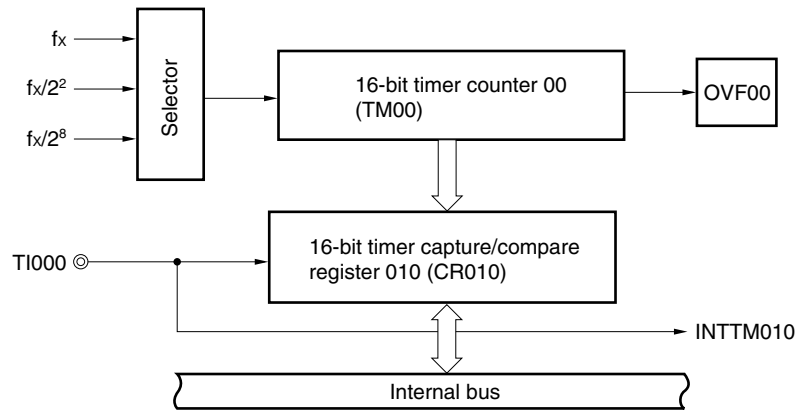 fx
fx/2²
fx/2⁸
Selector
16-bit timer counter 00
(TM00)
OVF00
16-bit timer capture/compare
register 010 (CR010)
TI000
INTTM010
Internal bus